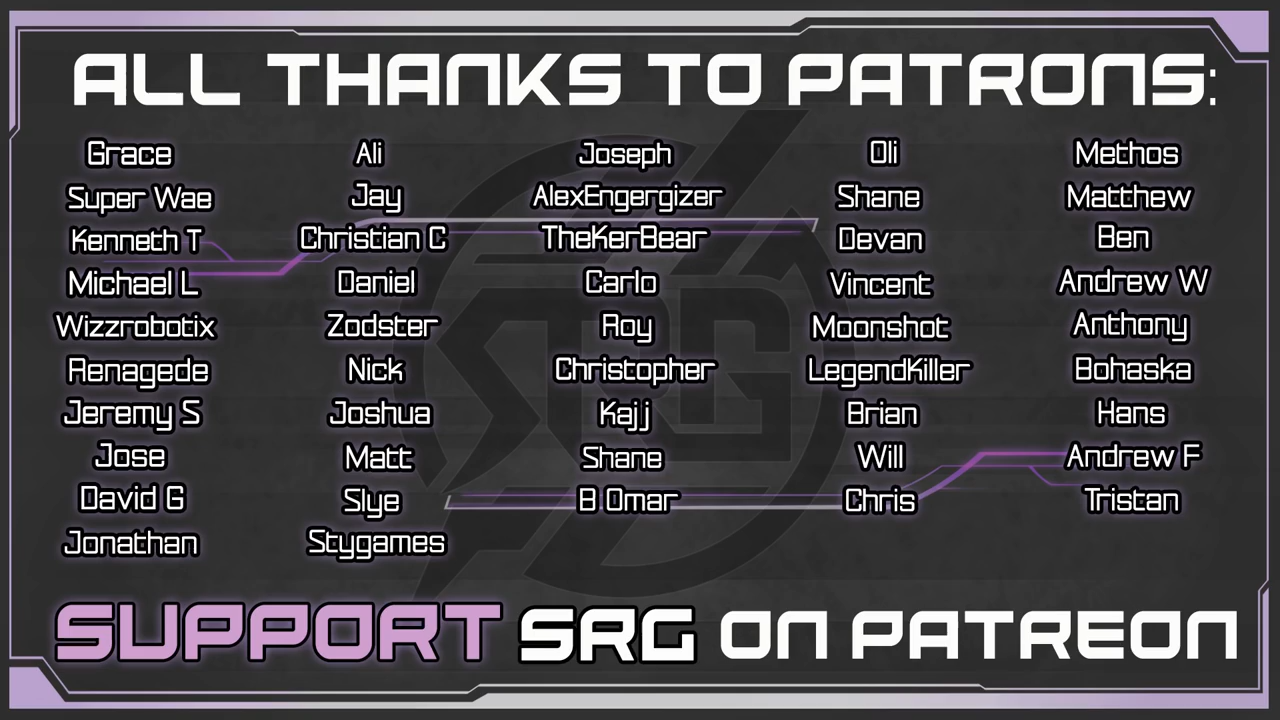 ALL THANKS TO PATRONS:
Grace Ali Joseph Oli Methos
Super Wae Jay AlexEngergizer Shane Matthew
Kenneth T Christian C TheKerBear Devan Ben
Michael L Daniel Carlo Vincent Andrew W
Wizzrobotix Zodster Roy Moonshot Anthony
Renagede Nick Christopher LegendKiller Bohaska
Jeremy S Joshua Kajj Brian Hans
Jose Matt Shane Will Andrew F
David G Slye B Omar Chris Tristan
Jonathan Stygames
SUPPORT SRG ON PATREON